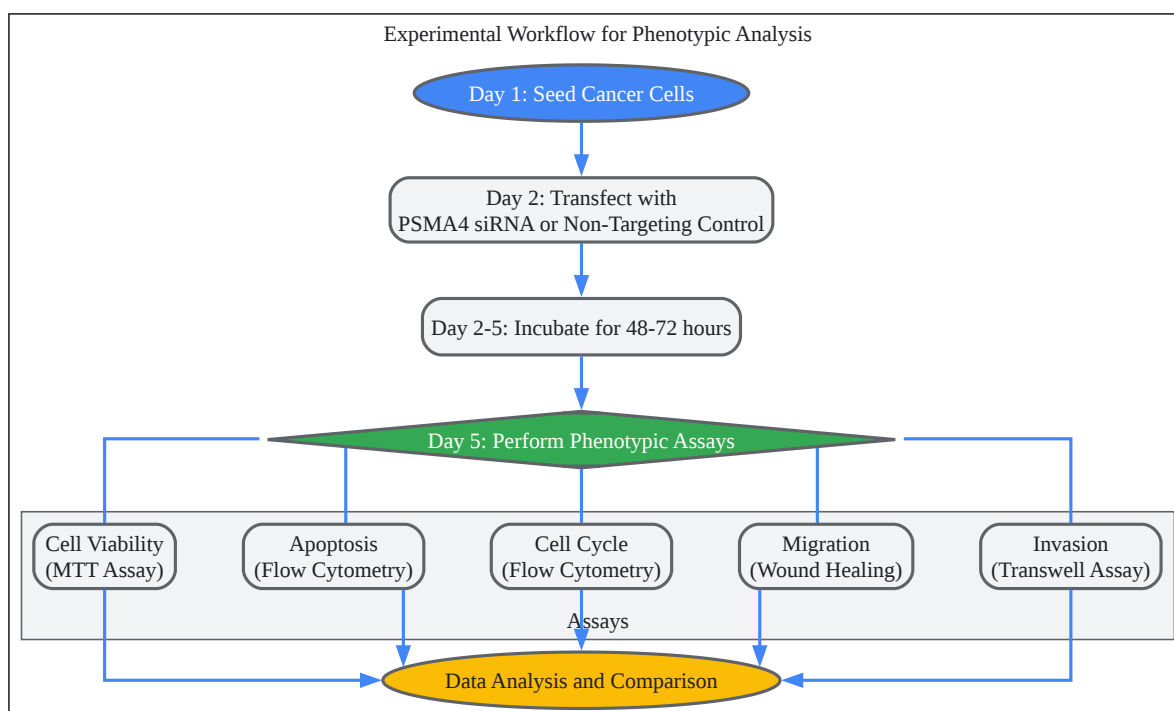 Experimental Workflow for Phenotypic Analysis
Day 1: Seed Cancer Cells
Day 2: Transfect with
PSMA4 siRNA or Non-Targeting Control
Day 2-5: Incubate for 48-72 hours
Day 5: Perform Phenotypic Assays
Cell Viability
(MTT Assay)
Apoptosis
(Flow Cytometry)
Cell Cycle
(Flow Cytometry)
Migration
(Wound Healing)
Invasion
(Transwell Assay)
Assays
Data Analysis and Comparison